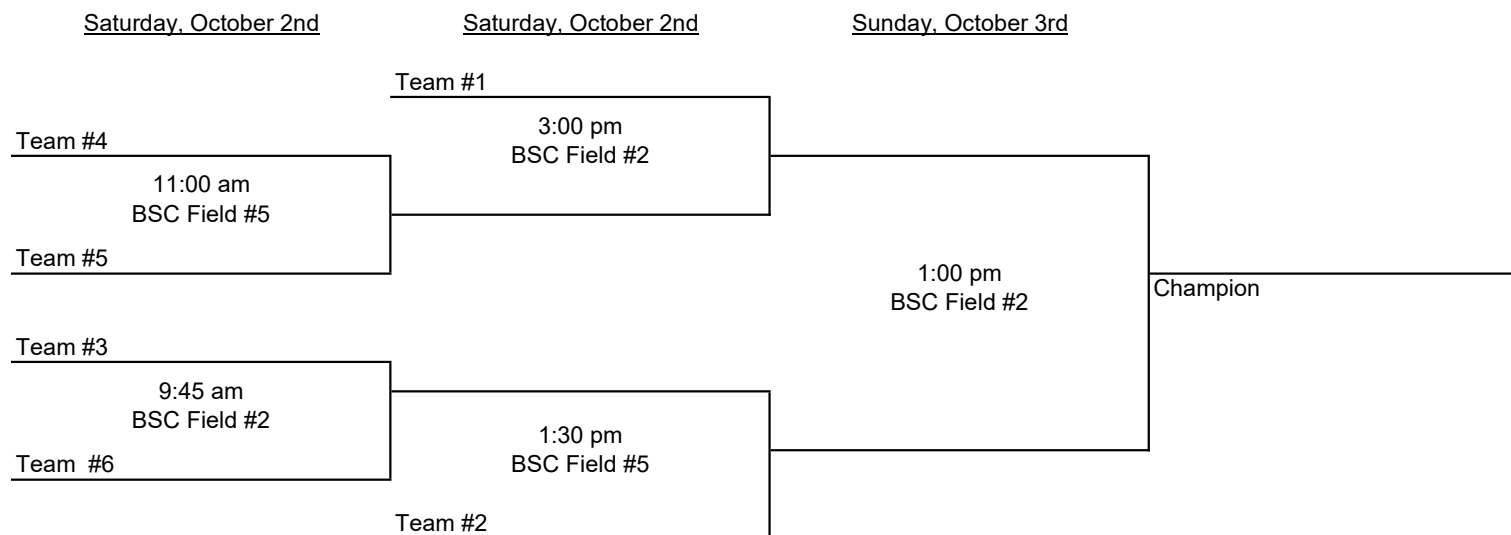 Saturday, October 2nd
Saturday, October 2nd
Sunday, October 3rd
Team #1
3:00 pm
BSC Field #2
Team #4
11:00 am
BSC Field #5
Team #5
1:00 pm
BSC Field #2
Champion
Team #3
9:45 am
BSC Field #2
Team  #6
1:30 pm
BSC Field #5
Team #2